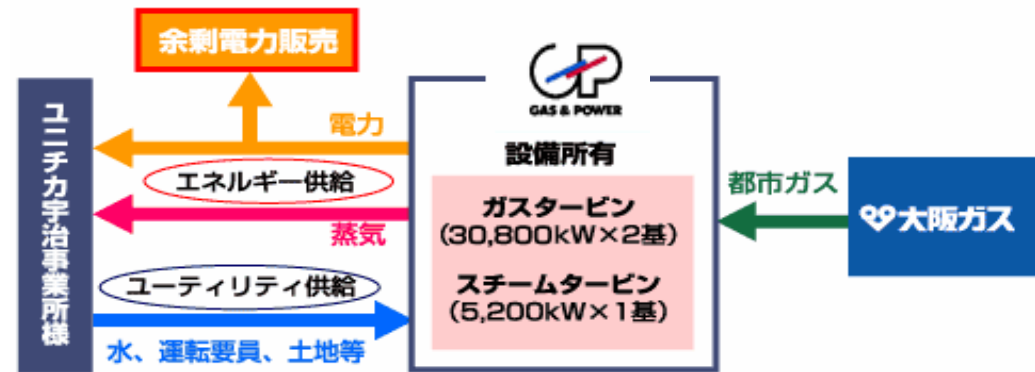 余剰電力販売
ユニチカ宇治事業所様
電力
エネルギー供給
蒸気
ユーティリティ供給
水、運転要員、土地等
GP
GAS & POWER
設備所有
ガスタービン
(30,800kW×2基)
スチームタービン
(5,200kW×1基)
都市ガス
大阪ガス